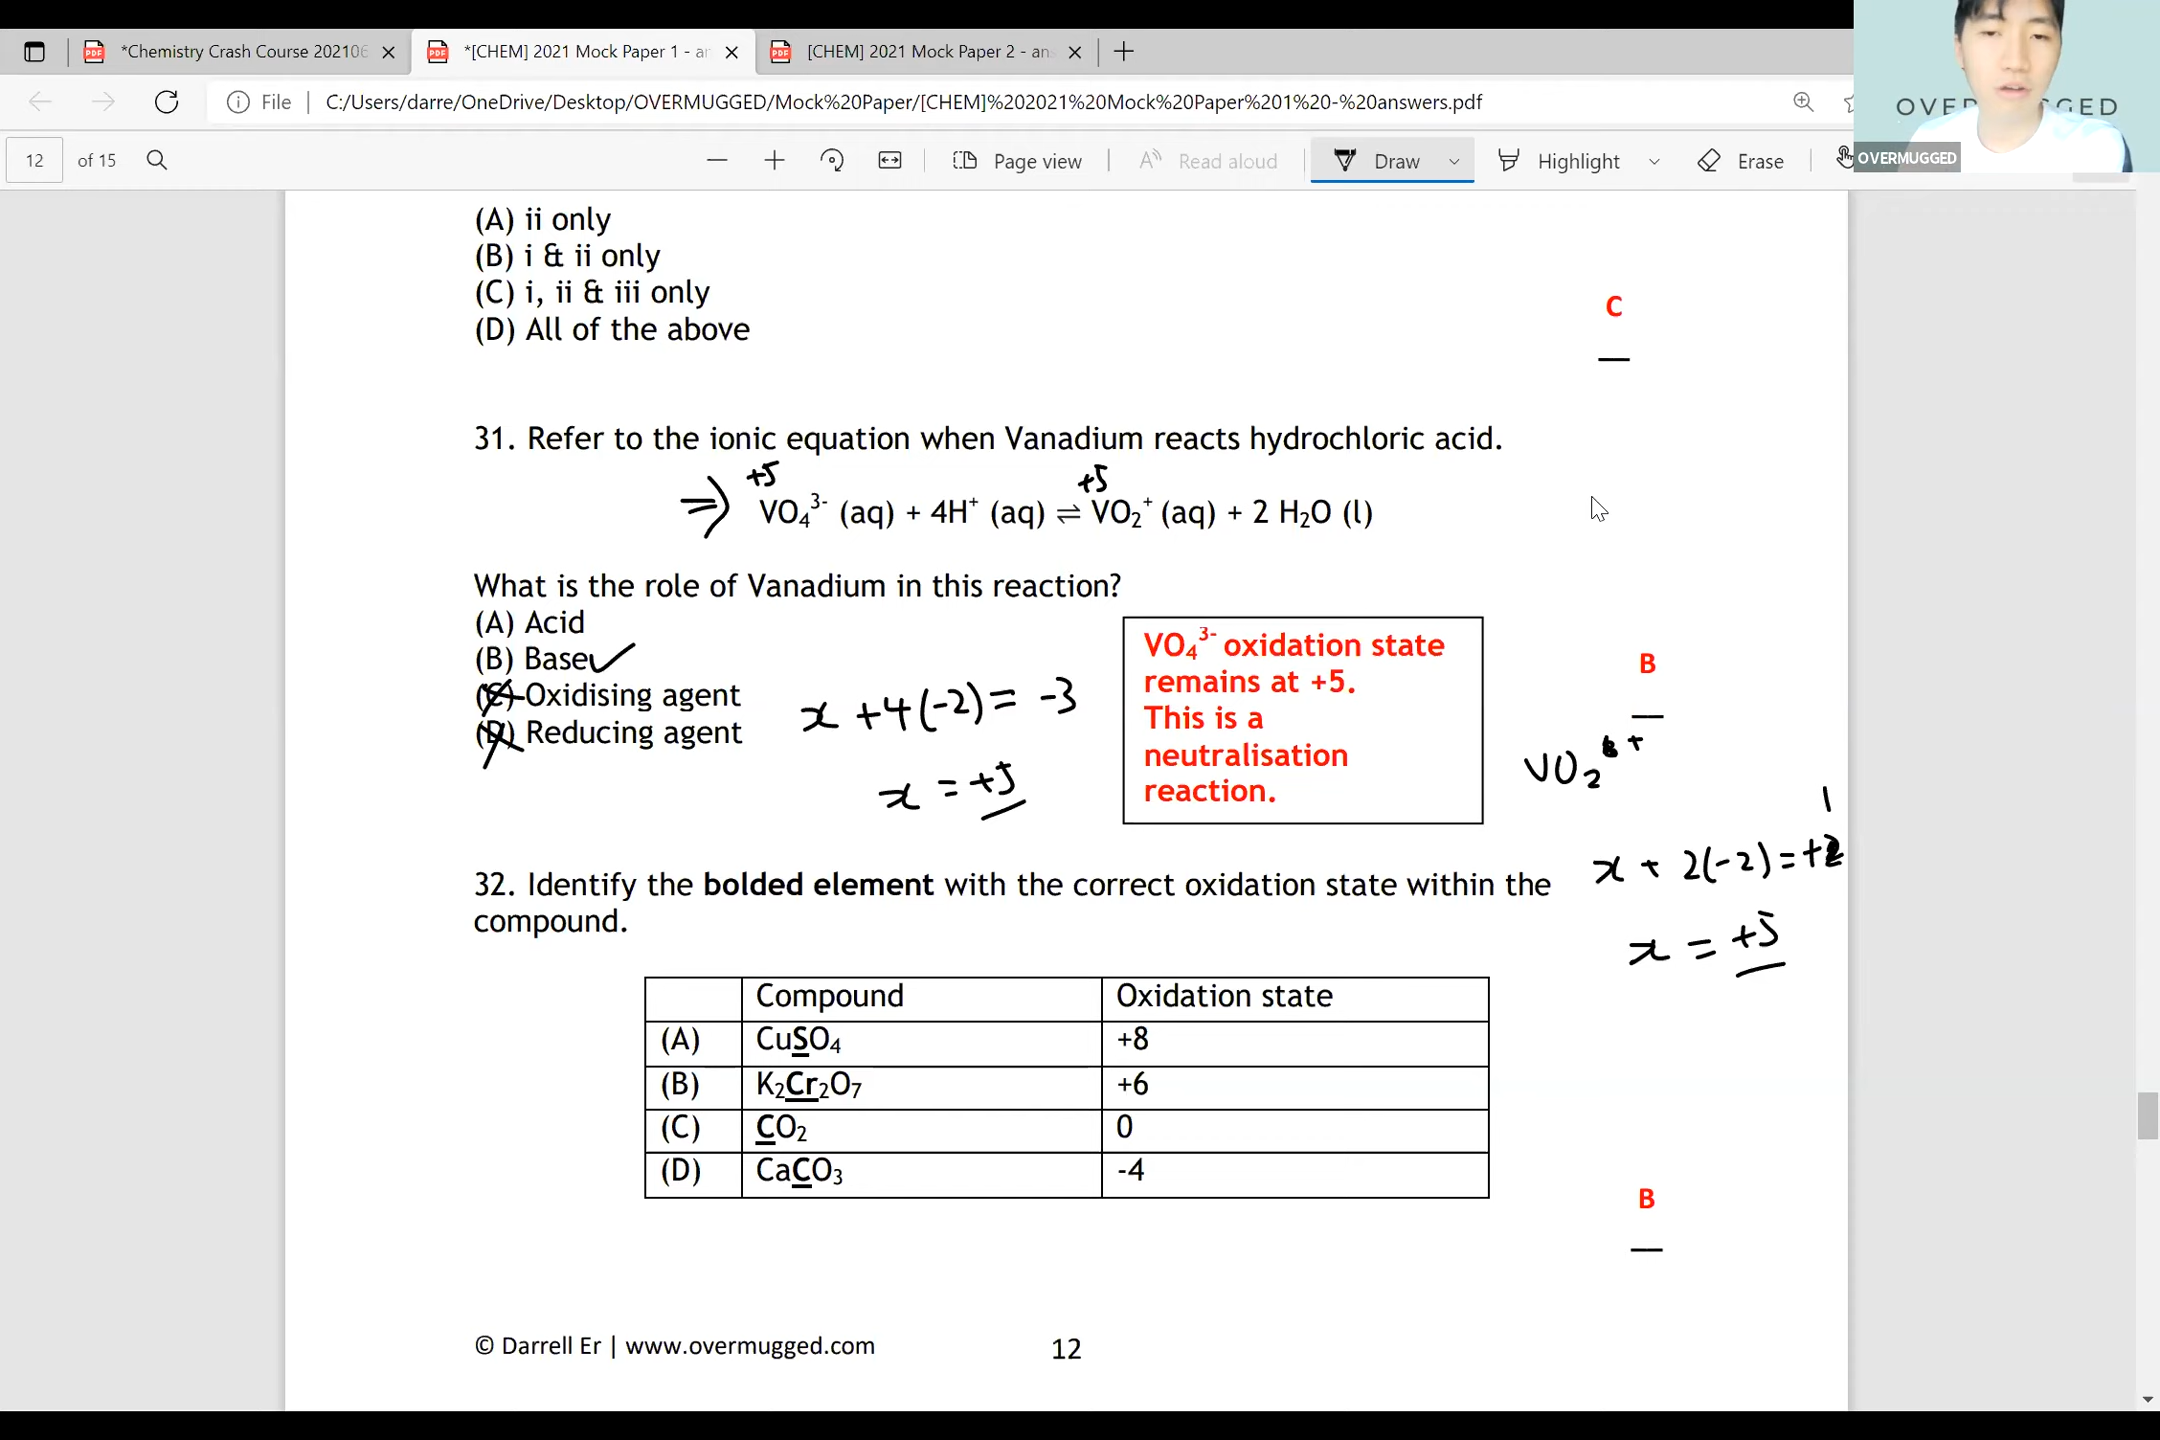 *Chemistry Crash Course 202106
*[CHEM] 2021 Mock Paper 1 - an
[CHEM] 2021 Mock Paper 2 - an
File
C:/Users/darre/OneDrive/Desktop/OVERMUGGED/Mock%20Paper/[CHEM]%202021%20Mock%20Paper%201%20-%20answers.pdf
OVERMUGGED
OVERMUGGED
12 of 15
Page view
Read aloud
Draw
Highlight
Erase
(A) ii only
(B) i & ii only
(C) i, ii & iii only
(D) All of the above
C
31. Refer to the ionic equation when Vanadium reacts hydrochloric acid.
+5 +5
⇒ VO₄³⁻ (aq) + 4H⁺ (aq) ⇌ VO₂⁺ (aq) + 2 H₂O (l)
What is the role of Vanadium in this reaction?
(A) Acid
(B) Base ✓
(C) Oxidising agent
(D) Reducing agent
x + 4(-2) = -3
x = +5
VO₄³⁻ oxidation state
remains at +5.
This is a
neutralisation
reaction.
B
VO₂⁺
1
x + 2(-2) = +2
x = +5
32. Identify the bolded element with the correct oxidation state within the
compound.
Compound Oxidation state
(A) CuSO₄ +8
(B) K₂Cr₂O₇ +6
(C) CO₂ 0
(D) CaCO₃ -4
B
© Darrell Er | www.overmugged.com 12